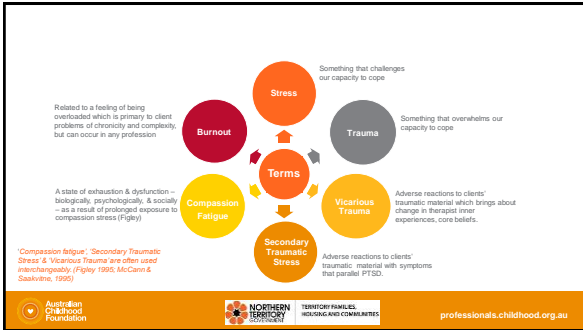 Something that challenges
our capacity to cope
Stress
Related to a feeling of being
overloaded which is primary to client
problems of chronicity and complexity,
but can occur in any profession
Burnout
Trauma
Something that overwhelms our
capacity to cope
Terms
A state of exhaustion & dysfunction –
biologically, psychologically, & socially
– as a result of prolonged exposure to
compassion stress (Figley)
Compassion
Fatigue
Vicarious
Trauma
Adverse reactions to clients'
traumatic material which brings about
change in therapist inner
experiences, core beliefs.
Secondary
Traumatic
Stress
Adverse reactions to clients'
traumatic material with symptoms
that parallel PTSD.
'Compassion fatigue', 'Secondary Traumatic
Stress' & 'Vicarious Trauma' are often used
interchangeably. (Figley 1995; McCann &
Saakvitne, 1995)
Australian
Childhood
Foundation
NORTHERN
TERRITORY
GOVERNMENT
TERRITORY FAMILIES,
HOUSING AND COMMUNITIES
professionals.childhood.org.au